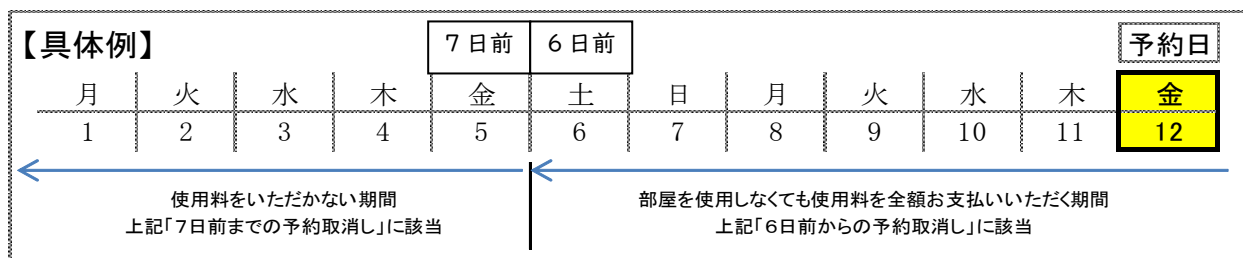 【具体例】 ７日前 ６日前 予約日
月 火 水 木 金 土 日 月 火 水 木 金
1 2 3 4 5 6 7 8 9 10 11 12
使用料をいただかない期間 部屋を使用しなくても使用料を全額お支払いいただく期間
上記「７日前までの予約取消し」に該当 上記「６日前からの予約取消し」に該当